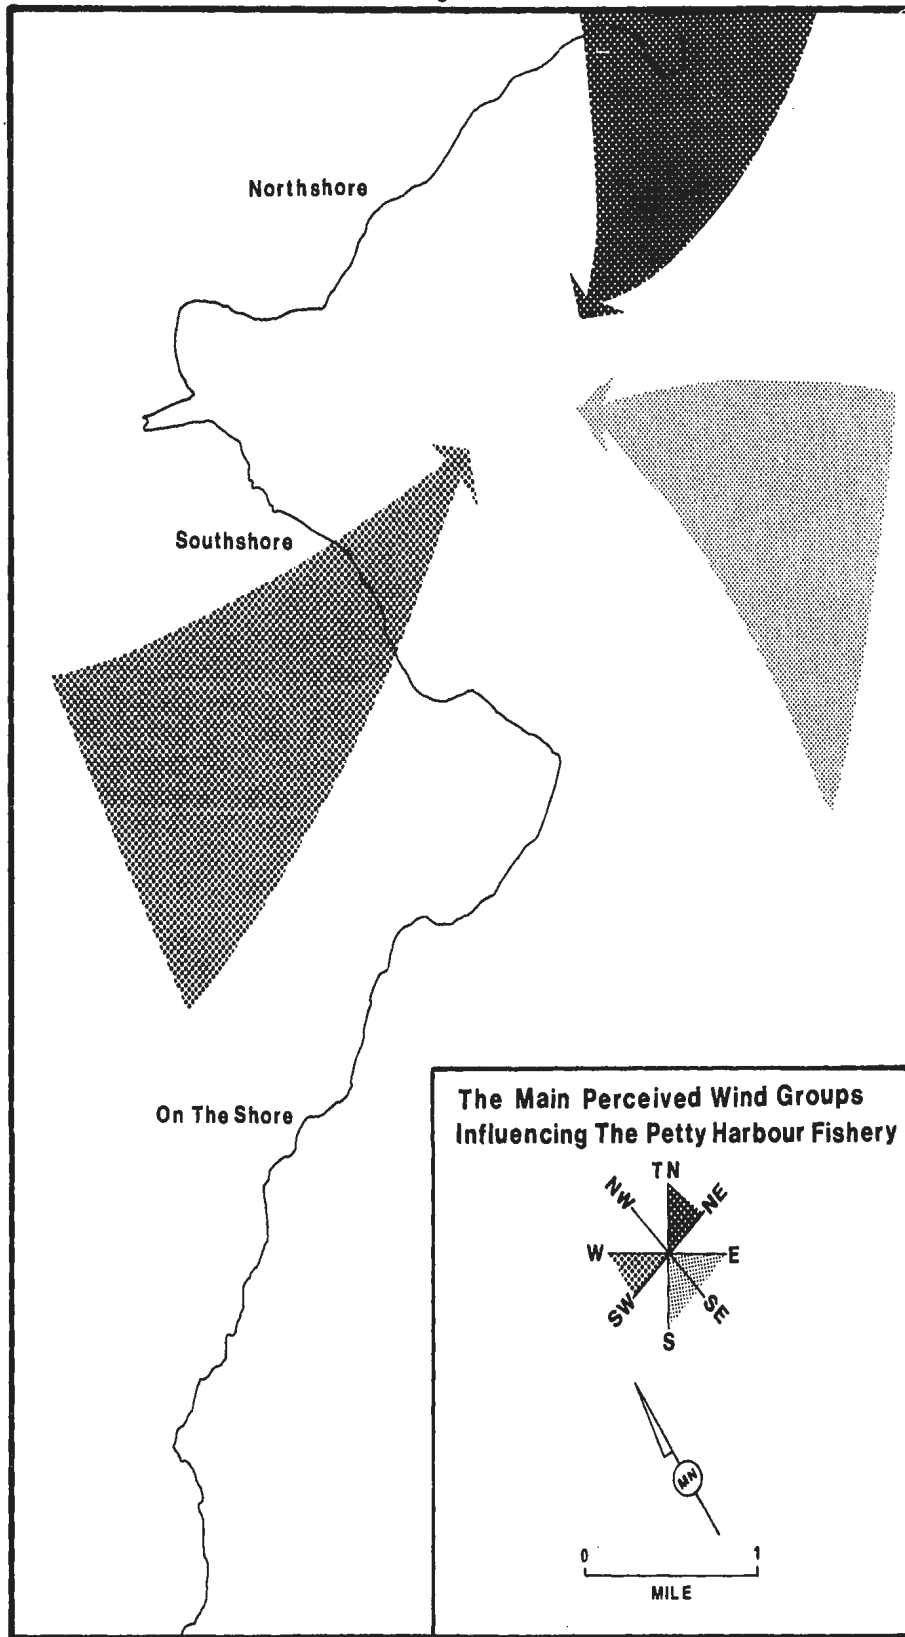 Northshore
Southshore
On The Shore
The Main Perceived Wind Groups
Influencing The Petty Harbour Fishery
TN
NW
NE
W
E
SW
SE
S
MN
0 1
MILE